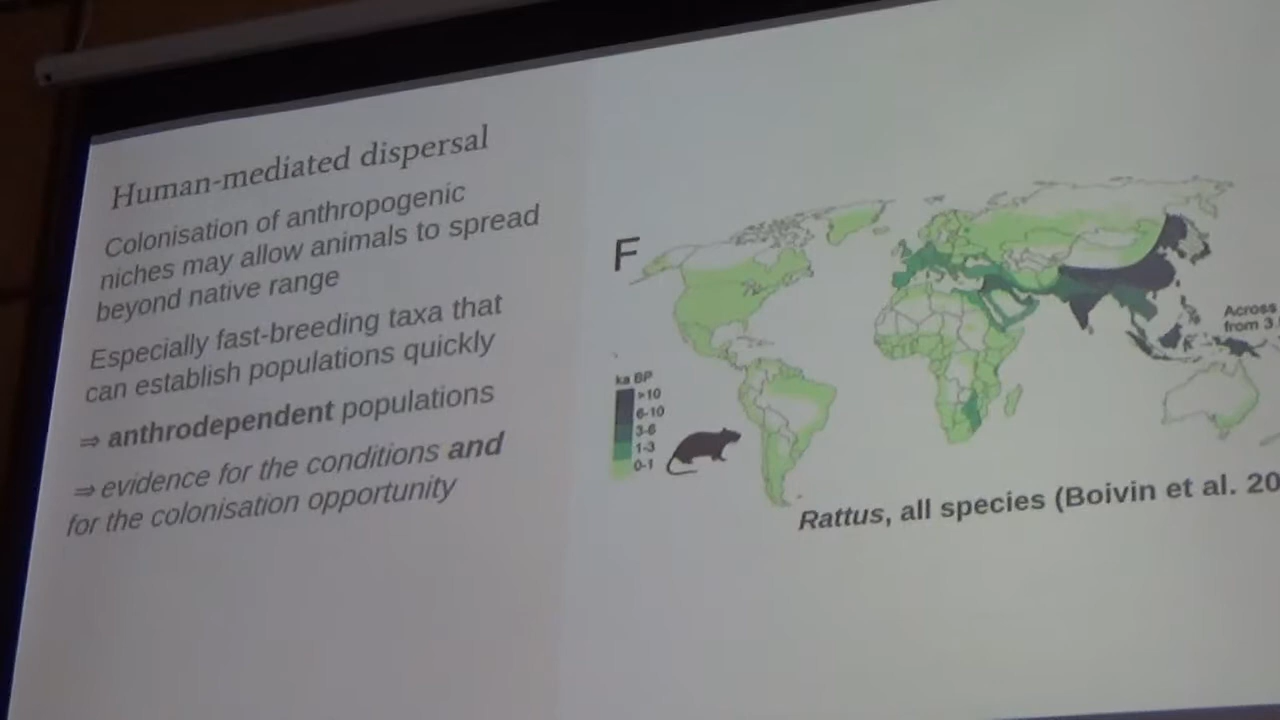 Human-mediated dispersal
Colonisation of anthropogenic
niches may allow animals to spread
beyond native range
Especially fast-breeding taxa that
can establish populations quickly
⇒ anthrodependent populations
⇒ evidence for the conditions and
for the colonisation opportunity
F
Across
from 3
ka BP
>10
6-10
3-6
1-3
0-1
Rattus, all species (Boivin et al. 20